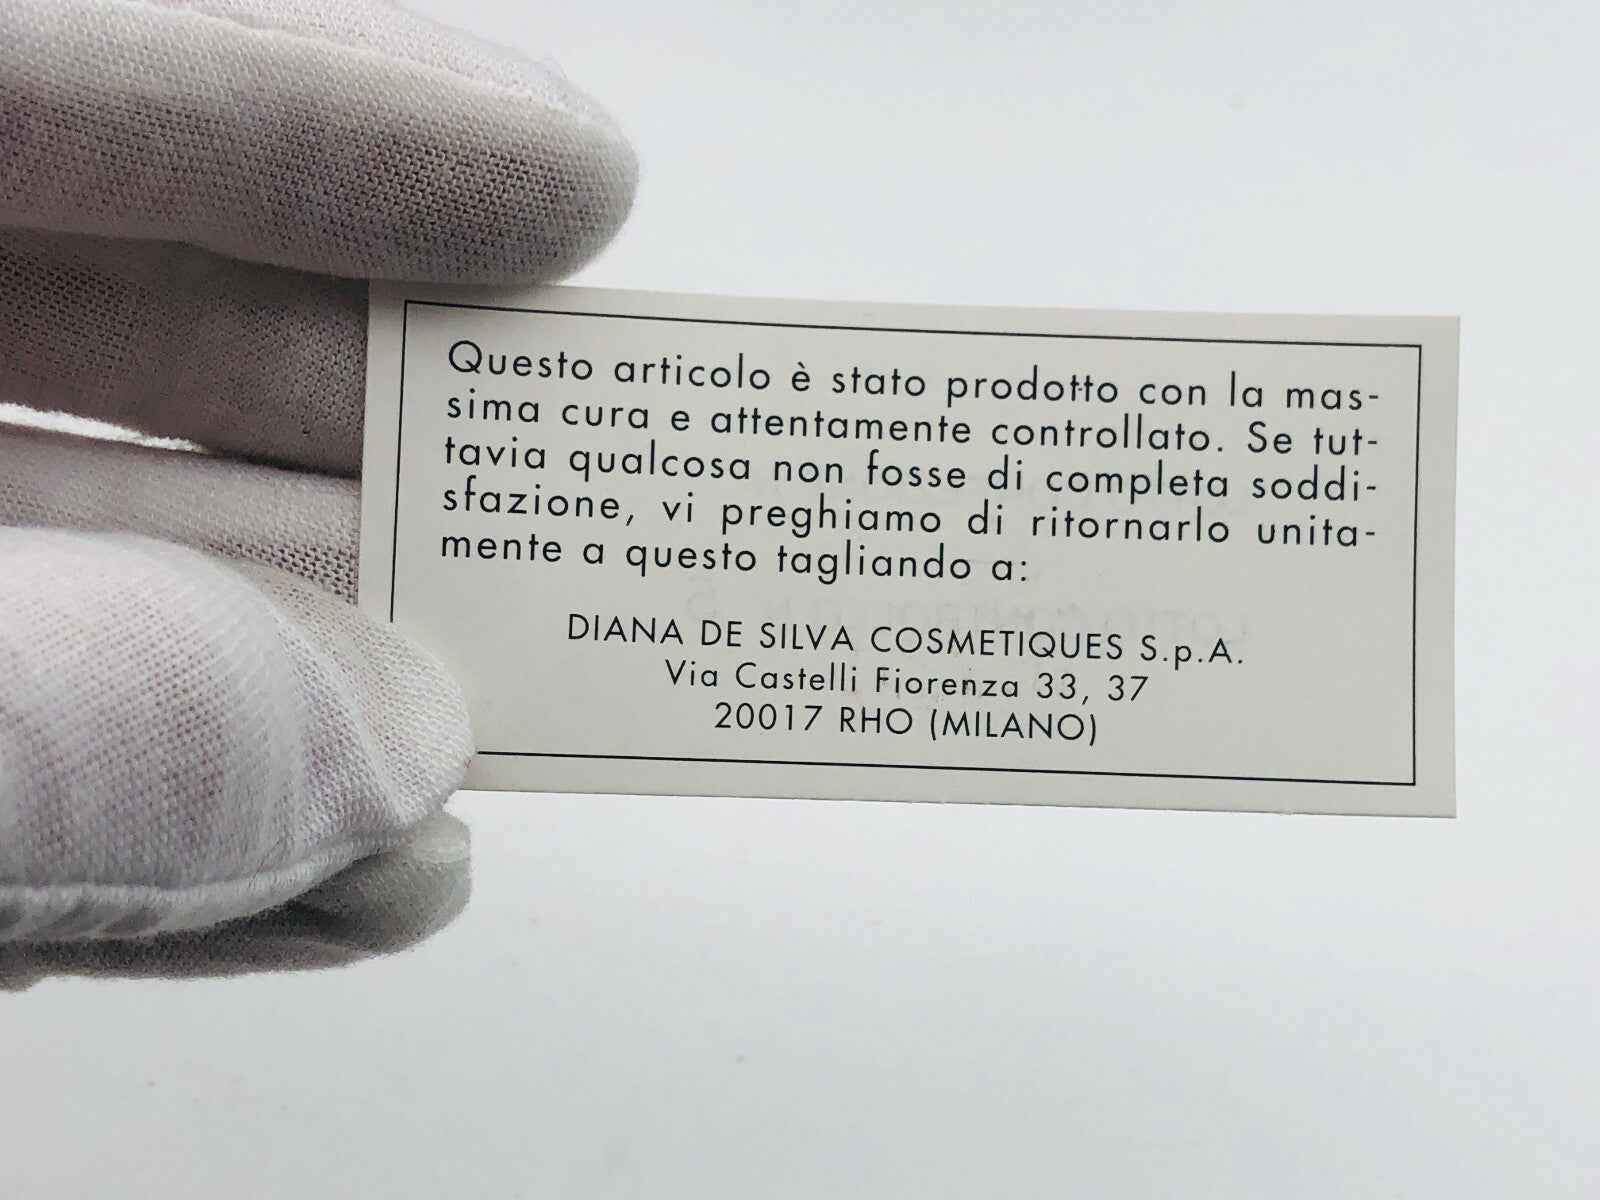 Questo articolo è stato prodotto con la mas-
sima cura e attentamente controllato. Se tut-
tavia qualcosa non fosse di completa soddi-
sfazione, vi preghiamo di ritornarlo unita-
mente a questo tagliando a:
DIANA DE SILVA COSMETIQUES S.p.A.
Via Castelli Fiorenza 33, 37
20017 RHO (MILANO)